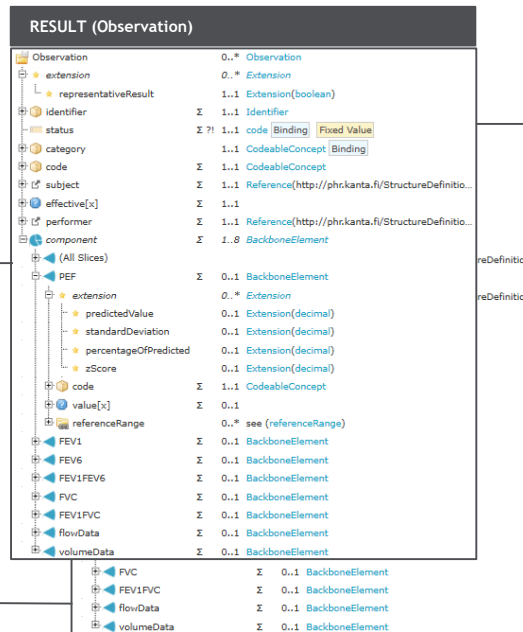 RESULT (Observation)
Observation 0..* Observation
extension 0..* Extension
representativeResult 1..1 Extension(boolean)
identifier Σ 1..1 Identifier
status Σ ?! 1..1 code Binding Fixed Value
category 1..1 CodeableConcept Binding
code Σ 1..1 CodeableConcept
subject Σ 1..1 Reference(http://phr.kanta.fi/StructureDefinitio...
effective[x] Σ 1..1
performer Σ 1..1 Reference(http://phr.kanta.fi/StructureDefinitio...
component Σ 1..8 BackboneElement
(All Slices) reDefinitio
PEF Σ 0..1 BackboneElement
extension 0..* Extension reDefinitio
predictedValue 0..1 Extension(decimal)
standardDeviation 0..1 Extension(decimal)
percentageOfPredicted 0..1 Extension(decimal)
zScore 0..1 Extension(decimal)
code Σ 1..1 CodeableConcept
value[x] Σ 0..1
referenceRange 0..* see (referenceRange)
FEV1 Σ 0..1 BackboneElement
FEV6 Σ 0..1 BackboneElement
FEV1FEV6 Σ 0..1 BackboneElement
FVC Σ 0..1 BackboneElement
FEV1FVC Σ 0..1 BackboneElement
flowData Σ 0..1 BackboneElement
volumeData Σ 0..1 BackboneElement
FVC Σ 0..1 BackboneElement
FEV1FVC Σ 0..1 BackboneElement
flowData Σ 0..1 BackboneElement
volumeData Σ 0..1 BackboneElement